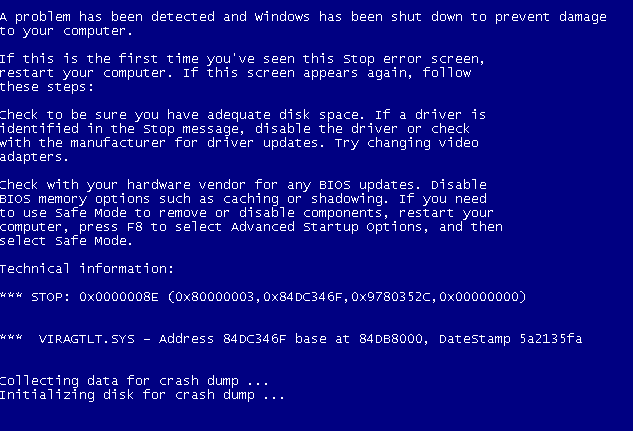 A problem has been detected and Windows has been shut down to prevent damage
to your computer.
If this is the first time you've seen this Stop error screen,
restart your computer. If this screen appears again, follow
these steps:
Check to be sure you have adequate disk space. If a driver is
identified in the Stop message, disable the driver or check
with the manufacturer for driver updates. Try changing video
adapters.
Check with your hardware vendor for any BIOS updates. Disable
BIOS memory options such as caching or shadowing. If you need
to use Safe Mode to remove or disable components, restart your
computer, press F8 to select Advanced Startup Options, and then
select Safe Mode.
Technical information:
*** STOP: 0x0000008E (0x80000003,0x84DC346F,0x9780352C,0x00000000)
***  VIRAGTLT.SYS - Address 84DC346F base at 84DB8000, DateStamp 5a2135fa
Collecting data for crash dump ...
Initializing disk for crash dump ...